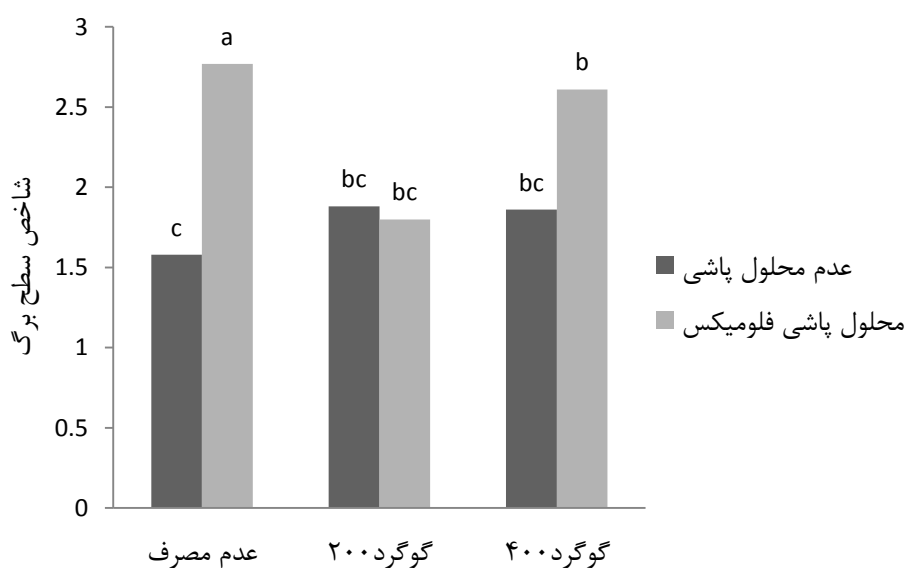 3
2.5
2
1.5
1
0.5
0
شاخص سطح برگ
a
b
c
bc
bc
bc
عدم مصرف
گوگرد۲۰۰
گوگرد۴۰۰
عدم محلول پاشی
محلول پاشی فلومیکس